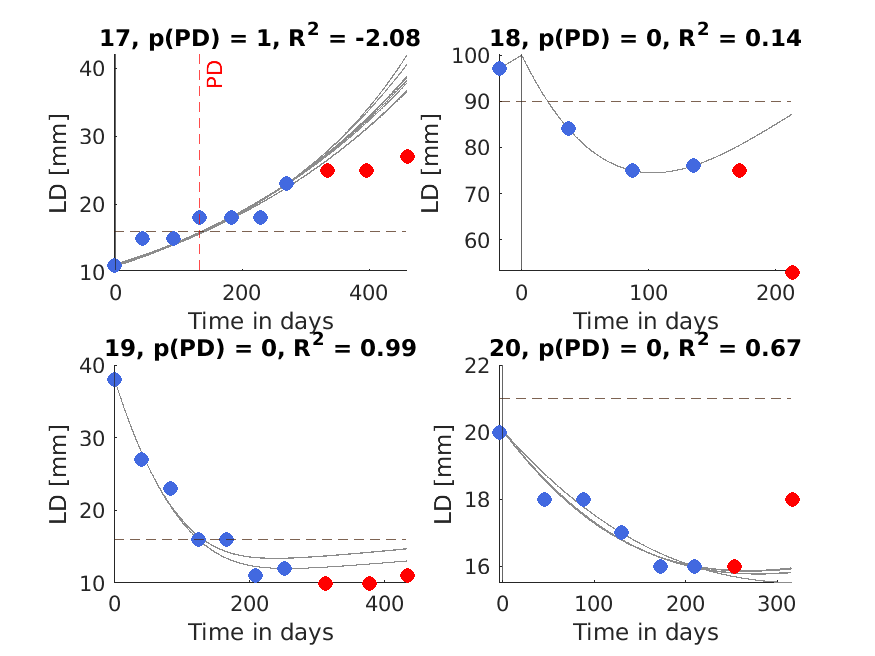 17, p(PD) = 1, R² = -2.08
PD
40
30
20
10
LD [mm]
0
200
400
Time in days
18, p(PD) = 0, R² = 0.14
100
90
80
70
60
LD [mm]
0
100
200
Time in days
19, p(PD) = 0, R² = 0.99
40
30
20
10
LD [mm]
0
200
400
Time in days
20, p(PD) = 0, R² = 0.67
22
20
18
16
LD [mm]
0
100
200
300
Time in days